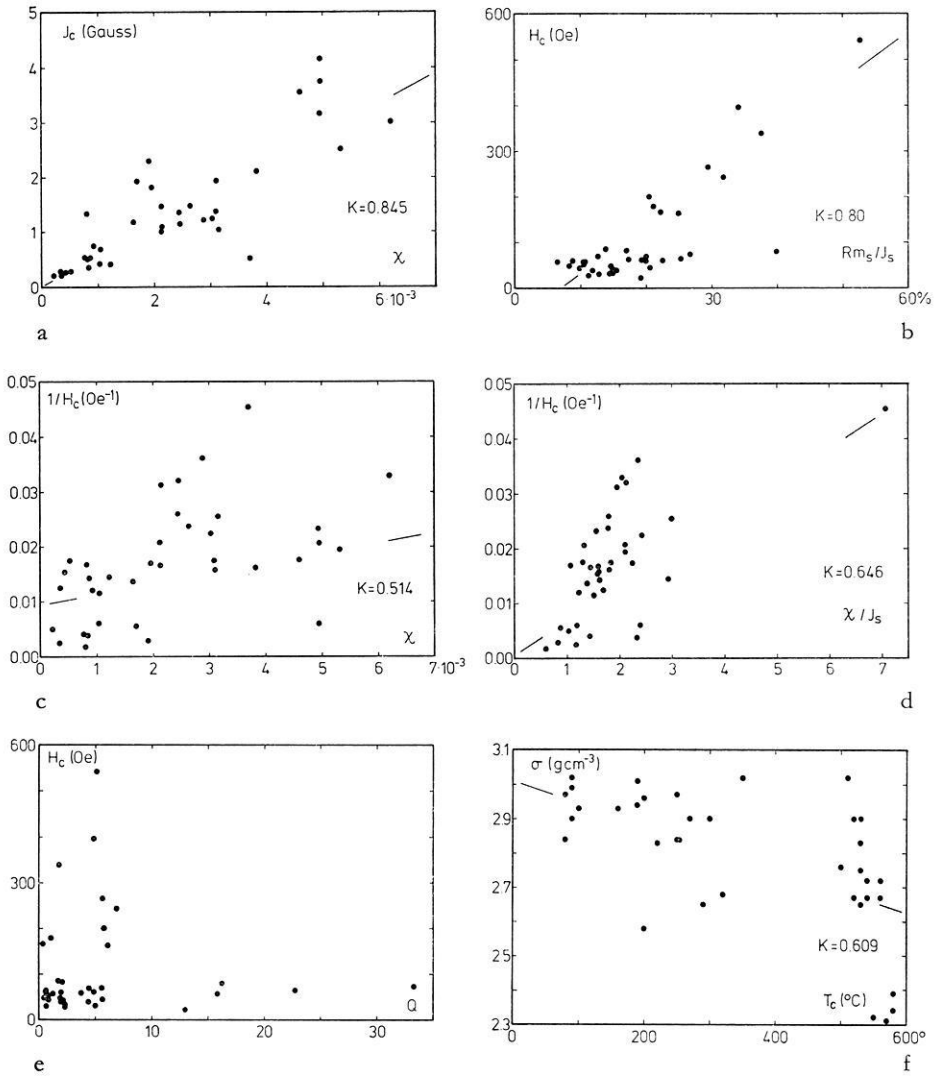 5
J_c (Gauss)
4
3
2
1
0
K=0.845
χ
0
2
4
6·10⁻³
a
600
H_c (Oe)
300
0
K=0.80
Rm_s/J_s
0
30
60%
b
0.05
1/H_c (Oe⁻¹)
0.04
0.03
0.02
0.01
0.00
K=0.514
χ
0
1
2
3
4
5
6
7·10⁻³
c
0.05
1/H_c (Oe⁻¹)
0.04
0.03
0.02
0.01
0.00
K=0.646
χ/J_s
0
1
2
3
4
5
6
7
d
600
H_c (Oe)
300
0
Q
0
10
20
30
e
3.1
σ (gcm⁻³)
2.9
2.7
2.5
2.3
K=0.609
T_c (°C)
0
200
400
600°
f